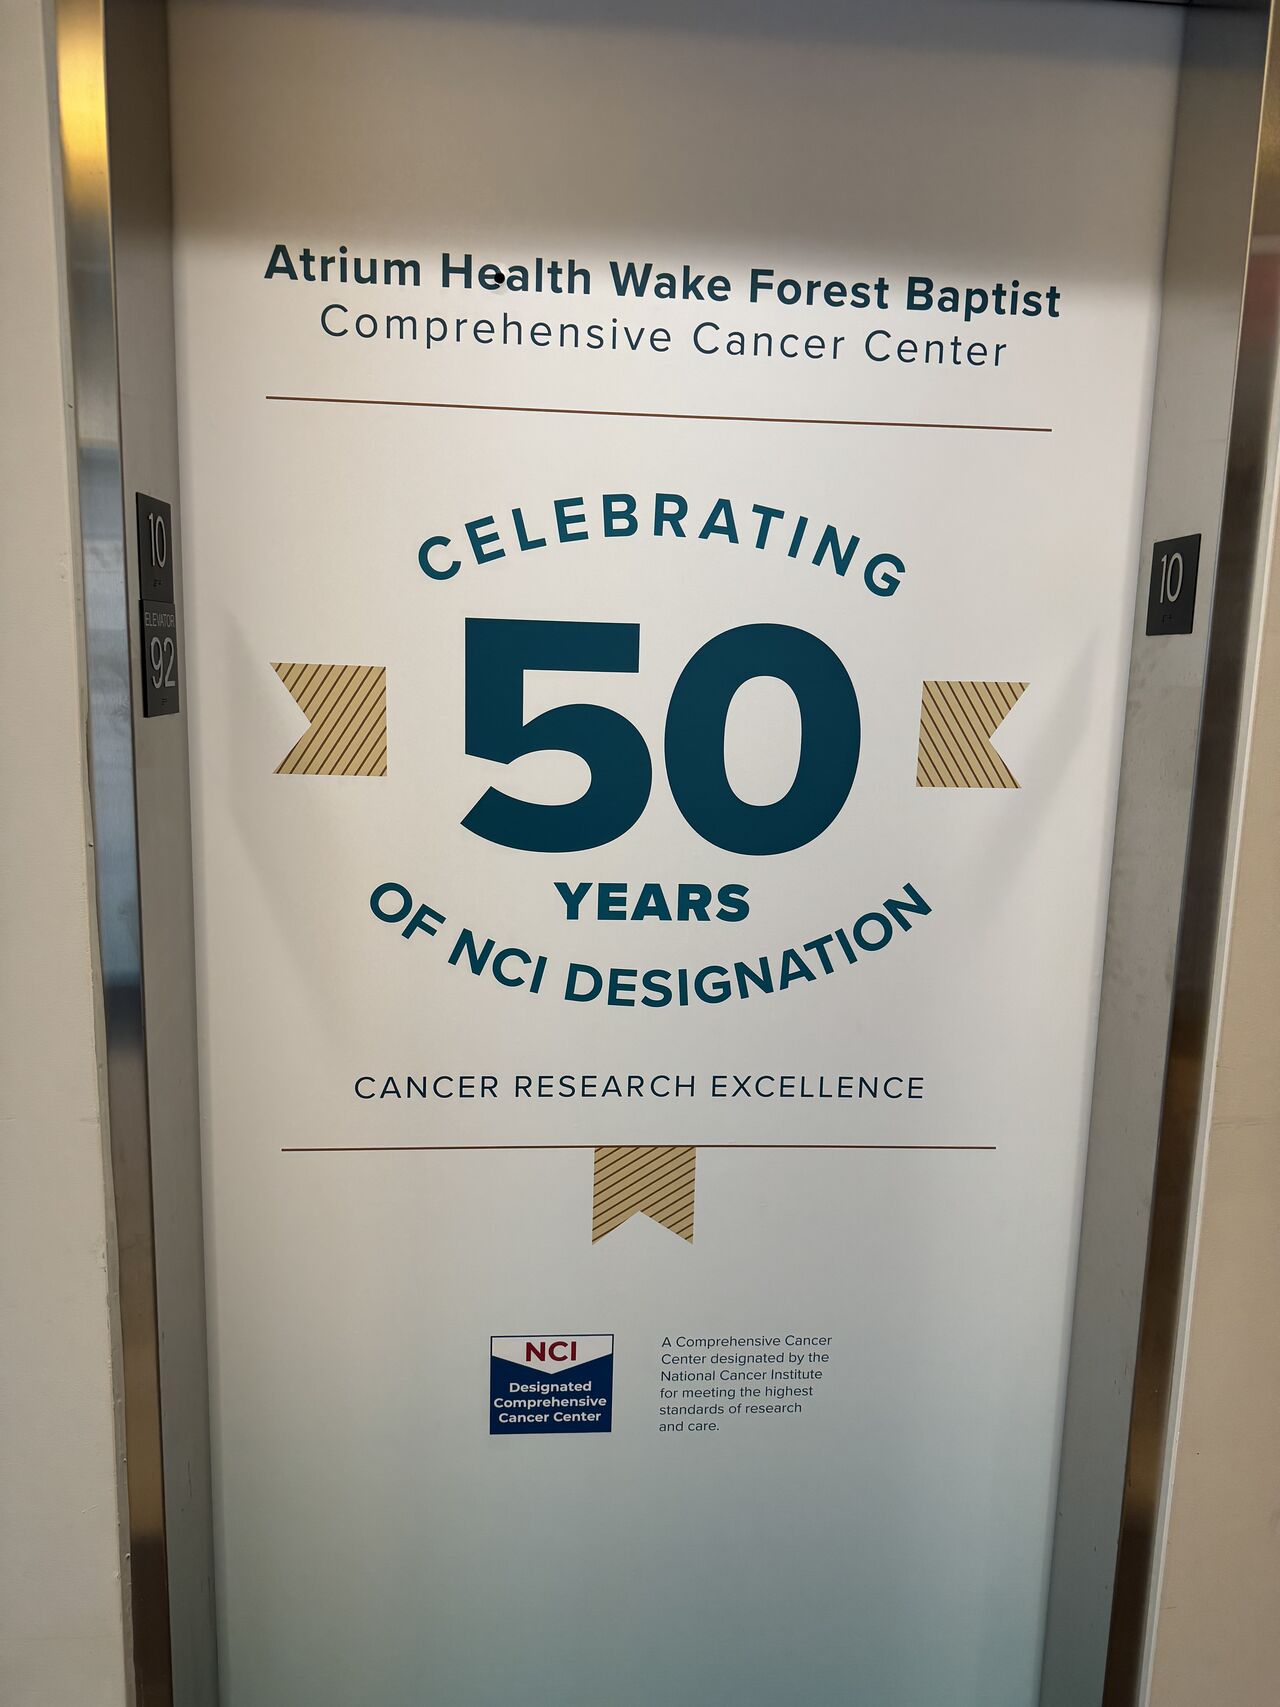 Atrium Health Wake Forest Baptist
Comprehensive Cancer Center
CELEBRATING
50
YEARS
OF NCI DESIGNATION
CANCER RESEARCH EXCELLENCE
NCI
Designated
Comprehensive
Cancer Center
A Comprehensive Cancer
Center designated by the
National Cancer Institute
for meeting the highest
standards of research
and care.
10
ELEVATOR
92
10